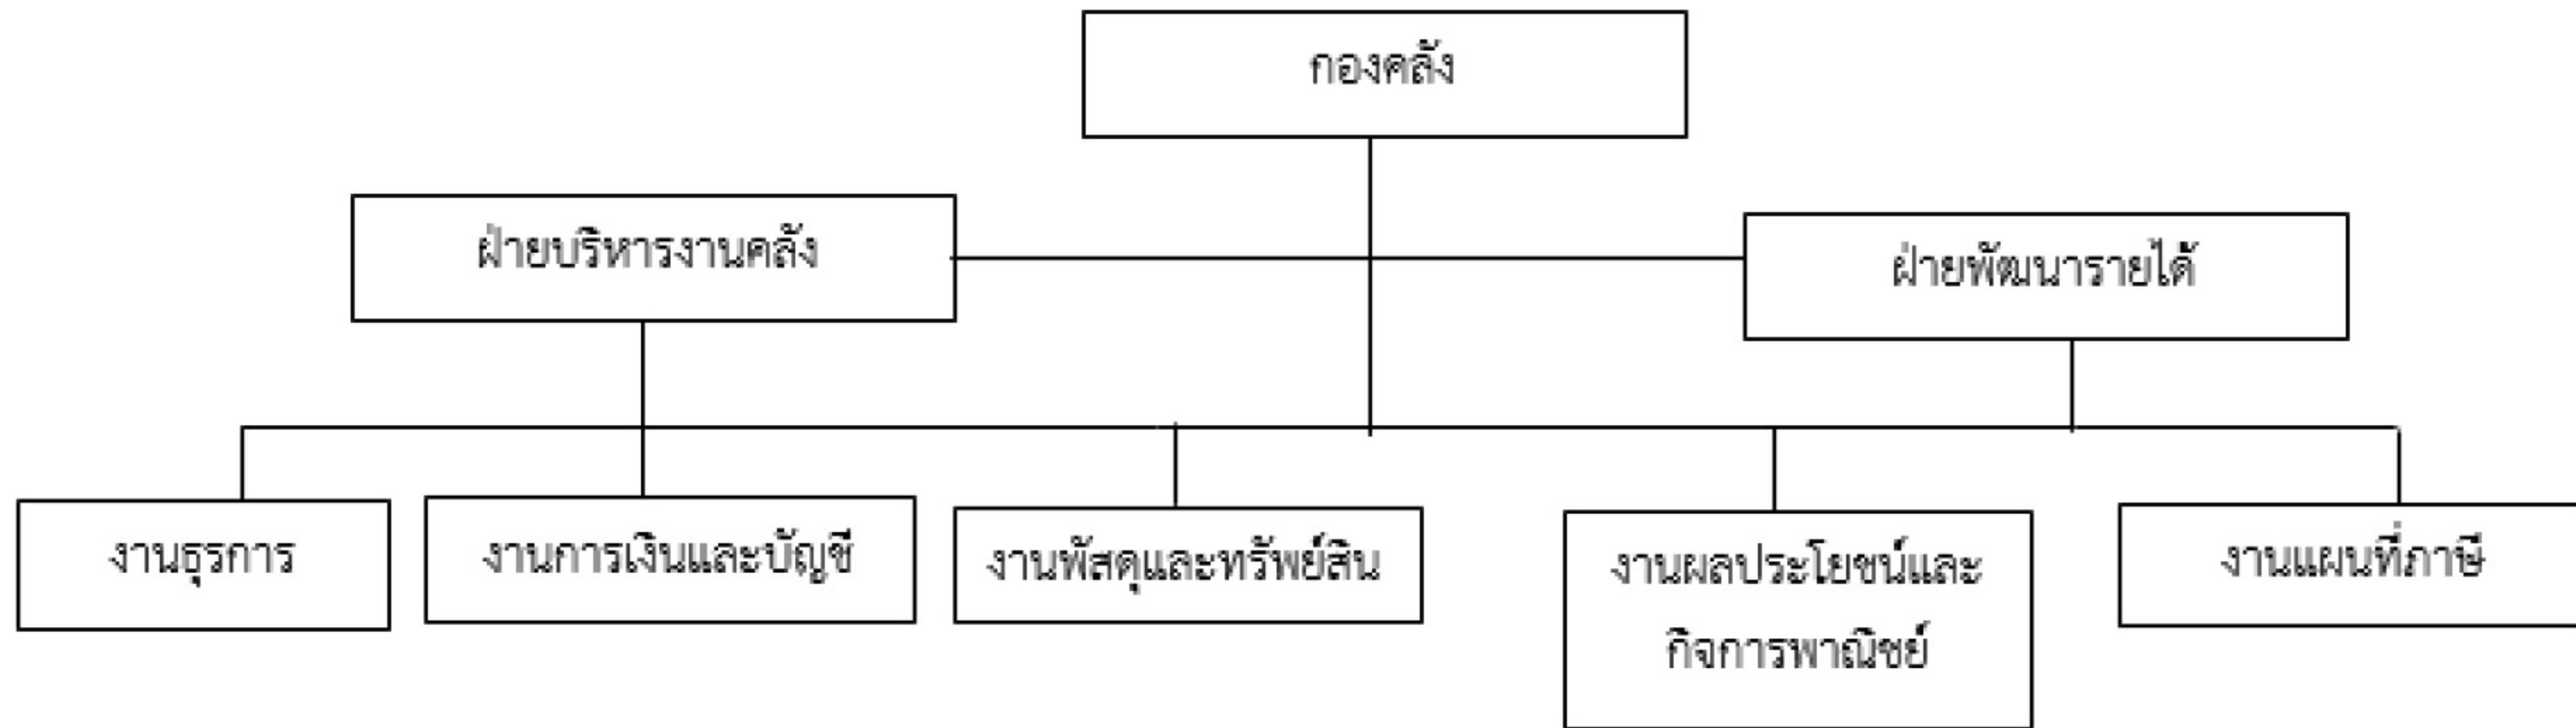 กองคลัง
ฝ่ายบริหารงานคลัง
ฝ่ายพัฒนารายได้
งานธุรการ
งานการเงินและบัญชี
งานพัสดุและทรัพย์สิน
งานผลประโยชน์และ
กิจการพาณิชย์
งานแผนที่ภาษี